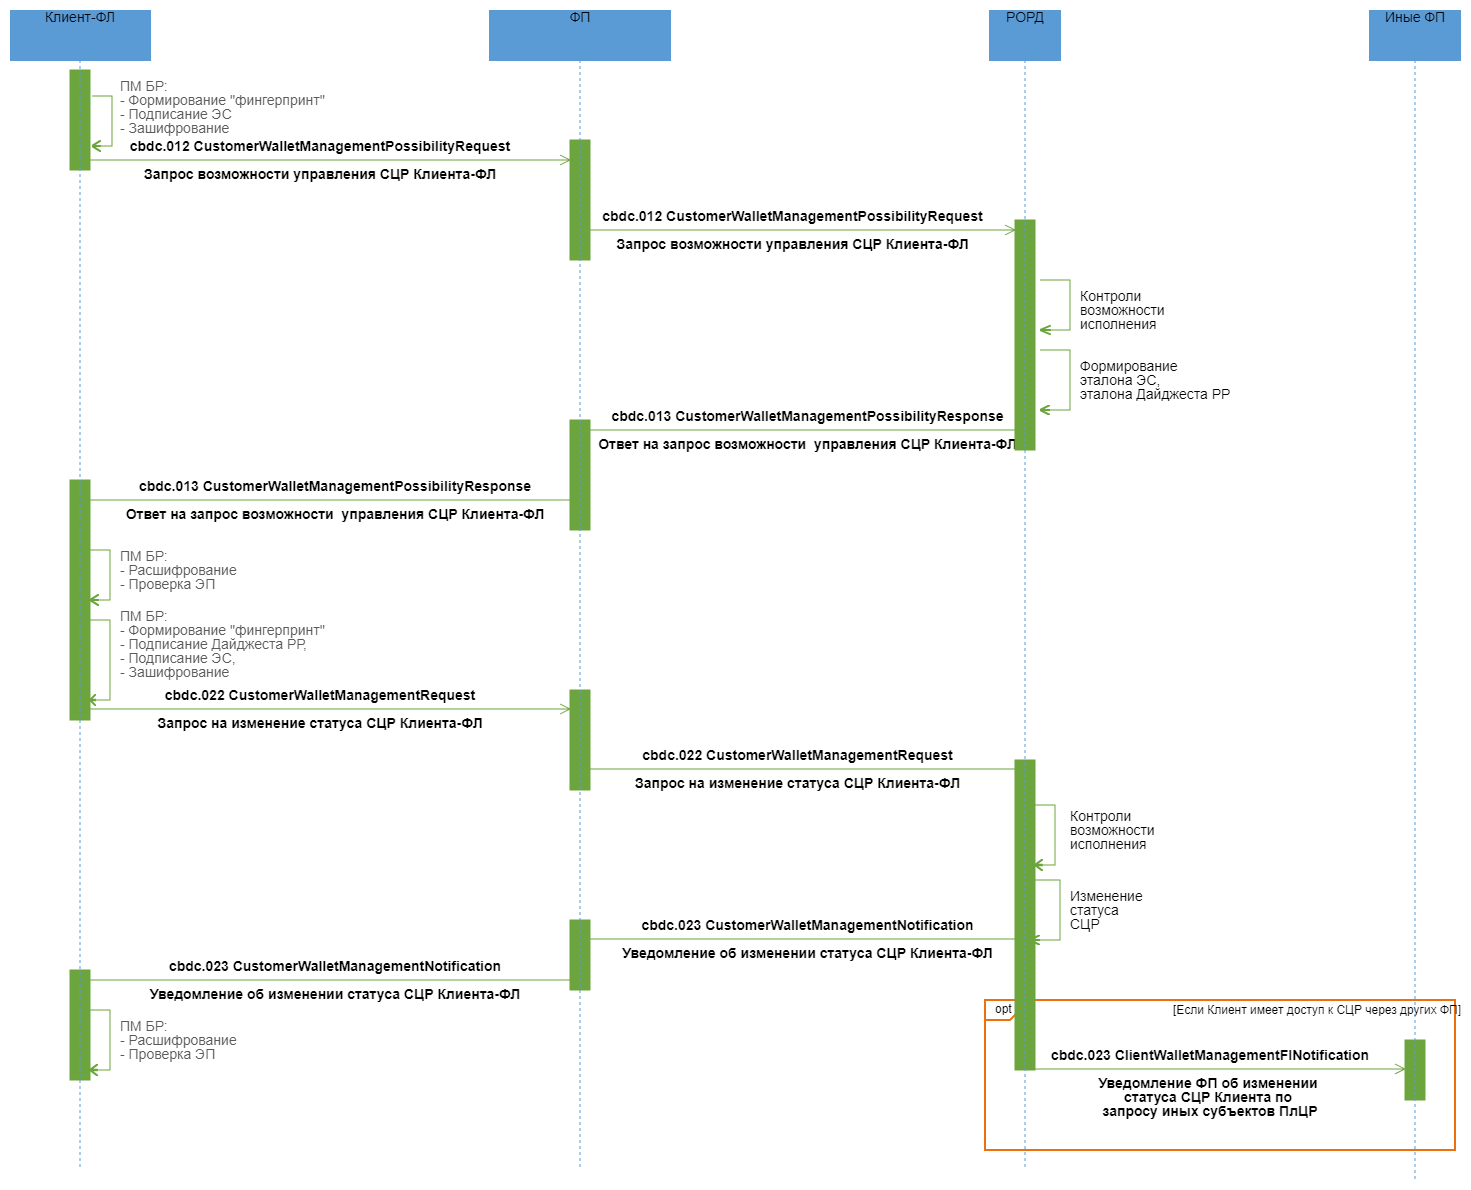 Клиент-ФЛ
ФП
РОРД
Иные ФП
ПМ БР:
- Формирование "фингерпринт"
- Подписание ЭС
- Зашифрование
cbdc.012 CustomerWalletManagementPossibilityRequest
Запрос возможности управления СЦР Клиента-ФЛ
cbdc.012 CustomerWalletManagementPossibilityRequest
Запрос возможности управления СЦР Клиента-ФЛ
Контроли
возможности
исполнения
Формирование
эталона ЭС,
эталона Дайджеста РР
cbdc.013 CustomerWalletManagementPossibilityResponse
Ответ на запрос возможности  управления СЦР Клиента-ФЛ
cbdc.013 CustomerWalletManagementPossibilityResponse
Ответ на запрос возможности  управления СЦР Клиента-ФЛ
ПМ БР:
- Расшифрование
- Проверка ЭП
ПМ БР:
- Формирование "фингерпринт"
- Подписание Дайджеста РР,
- Подписание ЭС,
- Зашифрование
cbdc.022 CustomerWalletManagementRequest
Запрос на изменение статуса СЦР Клиента-ФЛ
cbdc.022 CustomerWalletManagementRequest
Запрос на изменение статуса СЦР Клиента-ФЛ
Контроли
возможности
исполнения
Изменение
статуса
СЦР
cbdc.023 CustomerWalletManagementNotification
Уведомление об изменении статуса СЦР Клиента-ФЛ
cbdc.023 CustomerWalletManagementNotification
Уведомление об изменении статуса СЦР Клиента-ФЛ
ПМ БР:
- Расшифрование
- Проверка ЭП
opt
[Если Клиент имеет доступ к СЦР через других ФП]
cbdc.023 ClientWalletManagementFINotification
Уведомление ФП об изменении
статуса СЦР Клиента по
запросу иных субъектов ПлЦР